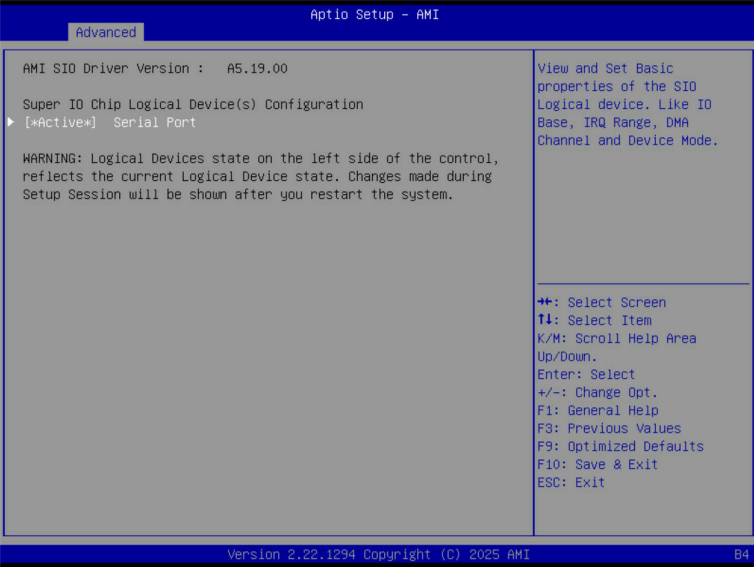 Aptio Setup – AMI
Advanced
AMI SIO Driver Version : A5.19.00
Super IO Chip Logical Device(s) Configuration
[*Active*] Serial Port
WARNING: Logical Devices state on the left side of the control,
reflects the current Logical Device state. Changes made during
Setup Session will be shown after you restart the system.
View and Set Basic
properties of the SIO
Logical device. Like IO
Base, IRQ Range, DMA
Channel and Device Mode.
→←: Select Screen
↑↓: Select Item
K/M: Scroll Help Area
Up/Down.
Enter: Select
+/-: Change Opt.
F1: General Help
F3: Previous Values
F9: Optimized Defaults
F10: Save & Exit
ESC: Exit
Version 2.22.1294 Copyright (C) 2025 AMI
B4